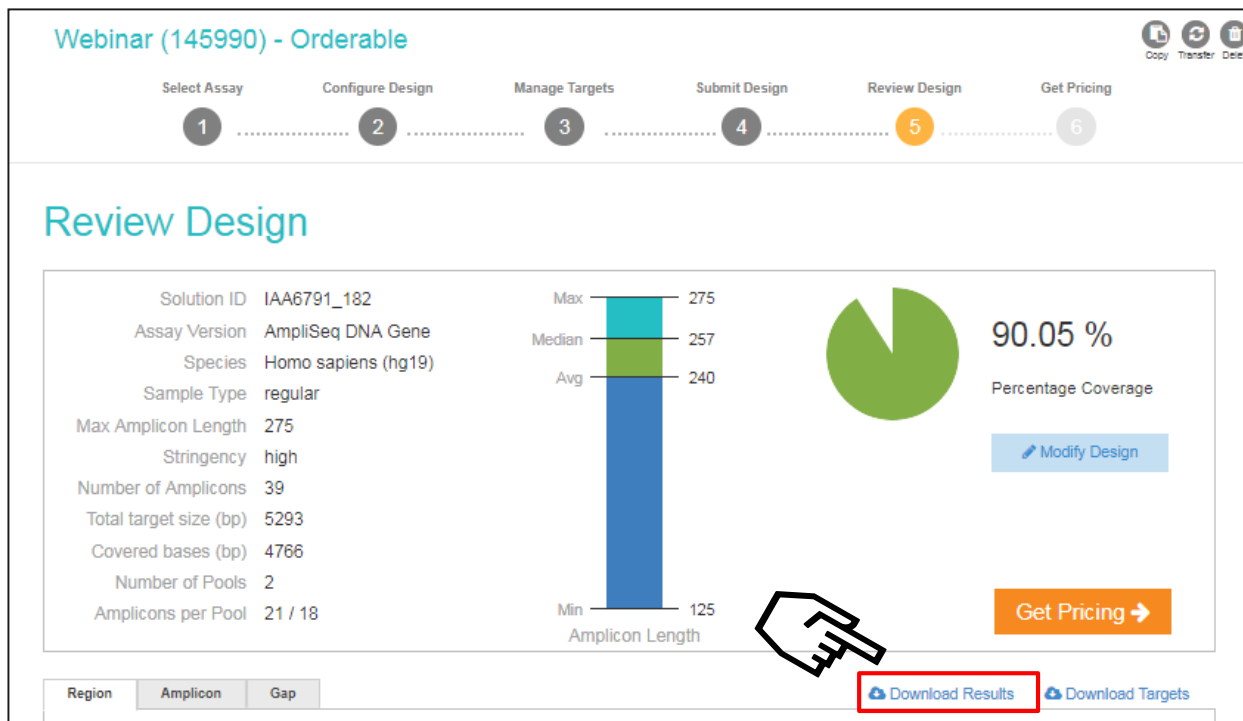 Webinar (145990) - Orderable
Copy Transfer
Select Assay Configure Design Manage Targets Submit Design Review Design Get Pricing
1 2 3 4 5 6
Review Design
Solution ID IAA6791_182
Assay Version AmpliSeq DNA Gene
Species Homo sapiens (hg19)
Sample Type regular
Max Amplicon Length 275
Stringency high
Number of Amplicons 39
Total target size (bp) 5293
Covered bases (bp) 4766
Number of Pools 2
Amplicons per Pool 21 / 18
Max 275
Median 257
Avg 240
Min 125
Amplicon Length
90.05 %
Percentage Coverage
Modify Design
Get Pricing
Region Amplicon Gap Download Results Download Targets